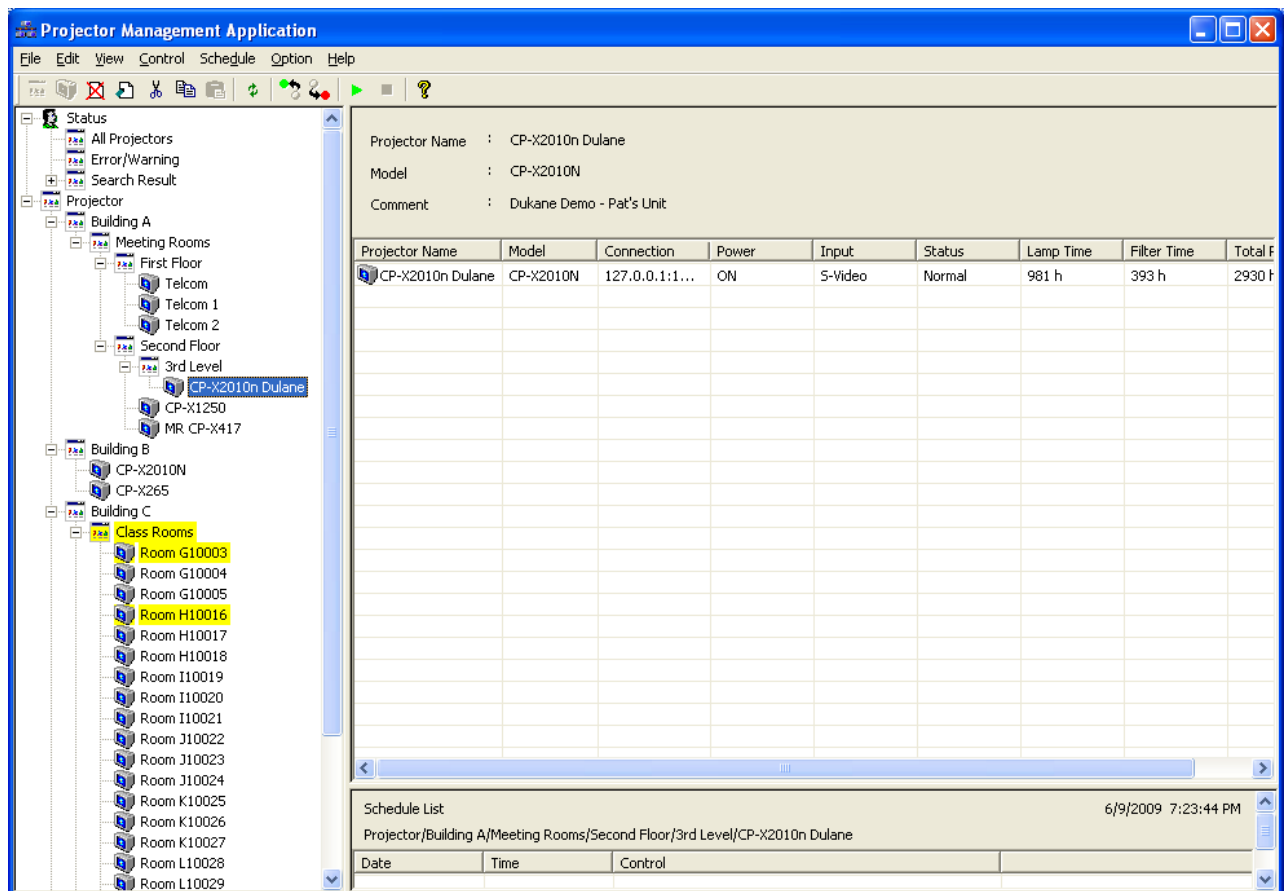 Projector Management Application
File Edit View Control Schedule Option Help
Status
All Projectors
Error/Warning
Search Result
Projector
Building A
Meeting Rooms
First Floor
Telcom
Telcom 1
Telcom 2
Second Floor
3rd Level
CP-X2010n Dulane
CP-X1250
MR CP-X417
Building B
CP-X2010N
CP-X265
Building C
Class Rooms
Room G10003
Room G10004
Room G10005
Room H10016
Room H10017
Room H10018
Room I10019
Room I10020
Room I10021
Room J10022
Room J10023
Room J10024
Room K10025
Room K10026
Room K10027
Room L10028
Room L10029
Projector Name : CP-X2010n Dulane
Model : CP-X2010N
Comment : Dukane Demo - Pat's Unit
Projector Name Model Connection Power Input Status Lamp Time Filter Time Total
CP-X2010n Dulane CP-X2010N 127.0.0.1:1... ON S-Video Normal 981 h 393 h 2930 h
Schedule List 6/9/2009 7:23:44 PM
Projector/Building A/Meeting Rooms/Second Floor/3rd Level/CP-X2010n Dulane
Date Time Control